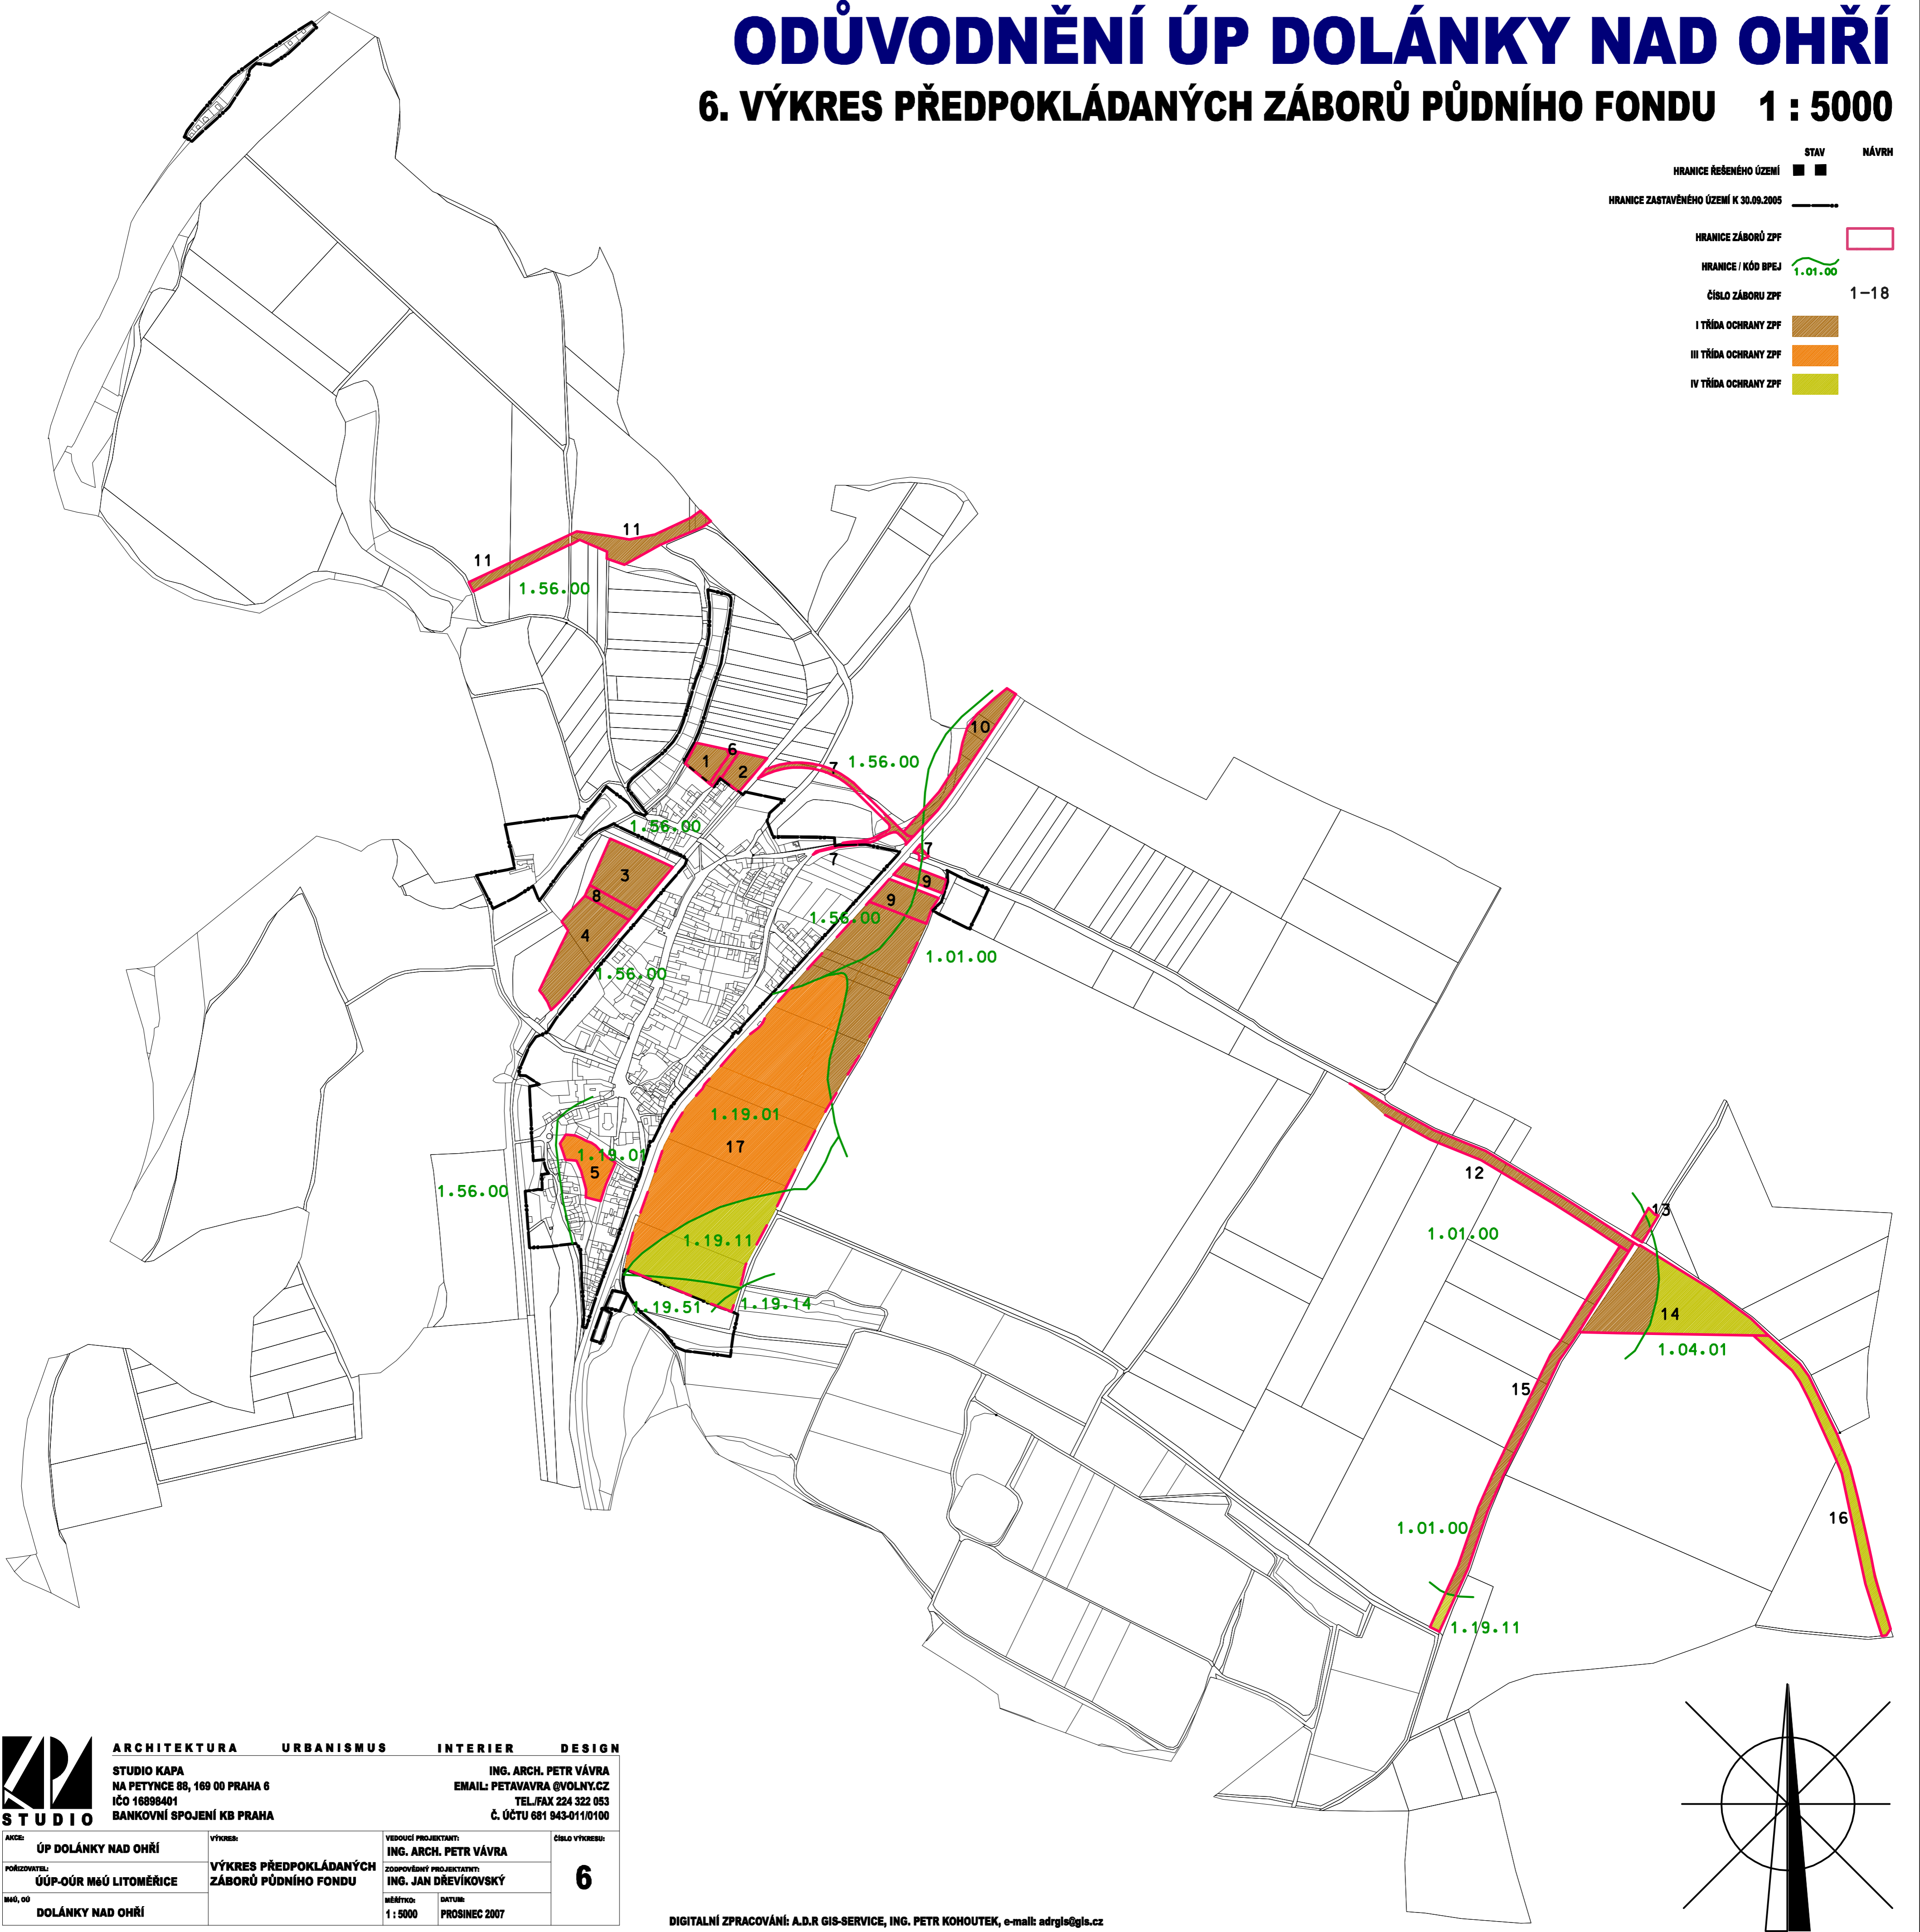 ODŮVODNĚNÍ ÚP DOLÁNKY NAD OHŘÍ
6. VÝKRES PŘEDPOKLÁDANÝCH ZÁBORŮ PŮDNÍHO FONDU 1 : 5000
STAV NÁVRH
HRANICE ŘEŠENÉHO ÚZEMÍ
HRANICE ZASTAVĚNÉHO ÚZEMÍ K 30.09.2005
HRANICE ZÁBORŮ ZPF
HRANICE / KÓD BPEJ 1.01.00
ČÍSLO ZÁBORU ZPF 1-18
I TŘÍDA OCHRANY ZPF
III TŘÍDA OCHRANY ZPF
IV TŘÍDA OCHRANY ZPF
11
11
1.56.00
10
6
1
2
7
1.56.00
1.56.00
7
7
3
9
8
9
1.56.00
4
1.01.00
1.56.00
1.19.01
17
1.19.01
5
12
1.56.00
13
1.01.00
1.19.11
1.19.51
1.19.14
14
1.04.01
15
16
1.01.00
1.19.11
STUDIO
ARCHITEKTURA URBANISMUS INTERIER DESIGN
STUDIO KAPA ING. ARCH. PETR VÁVRA
NA PETYNCE 88, 169 00 PRAHA 6 EMAIL: PETAVAVRA @VOLNY.CZ
IČO 16898401 TEL./FAX 224 322 053
BANKOVNÍ SPOJENÍ KB PRAHA Č. ÚČTU 681 943-011/0100
AKCE: VÝKRES: VEDOUCÍ PROJEKTANT: ČÍSLO VÝKRESU:
ÚP DOLÁNKY NAD OHŘÍ ING. ARCH. PETR VÁVRA
POŘIZOVATEL: VÝKRES PŘEDPOKLÁDANÝCH ZODPOVĚDNÝ PROJEKTATNT: 6
ÚÚP-OÚR MěÚ LITOMĚŘICE ZÁBORŮ PŮDNÍHO FONDU ING. JAN DŘEVÍKOVSKÝ
MěÚ, OÚ MĚŘÍTKO: DATUM:
DOLÁNKY NAD OHŘÍ 1 : 5000 PROSINEC 2007
DIGITALNÍ ZPRACOVÁNÍ: A.D.R GIS-SERVICE, ING. PETR KOHOUTEK, e-mail: adrgis@gis.cz